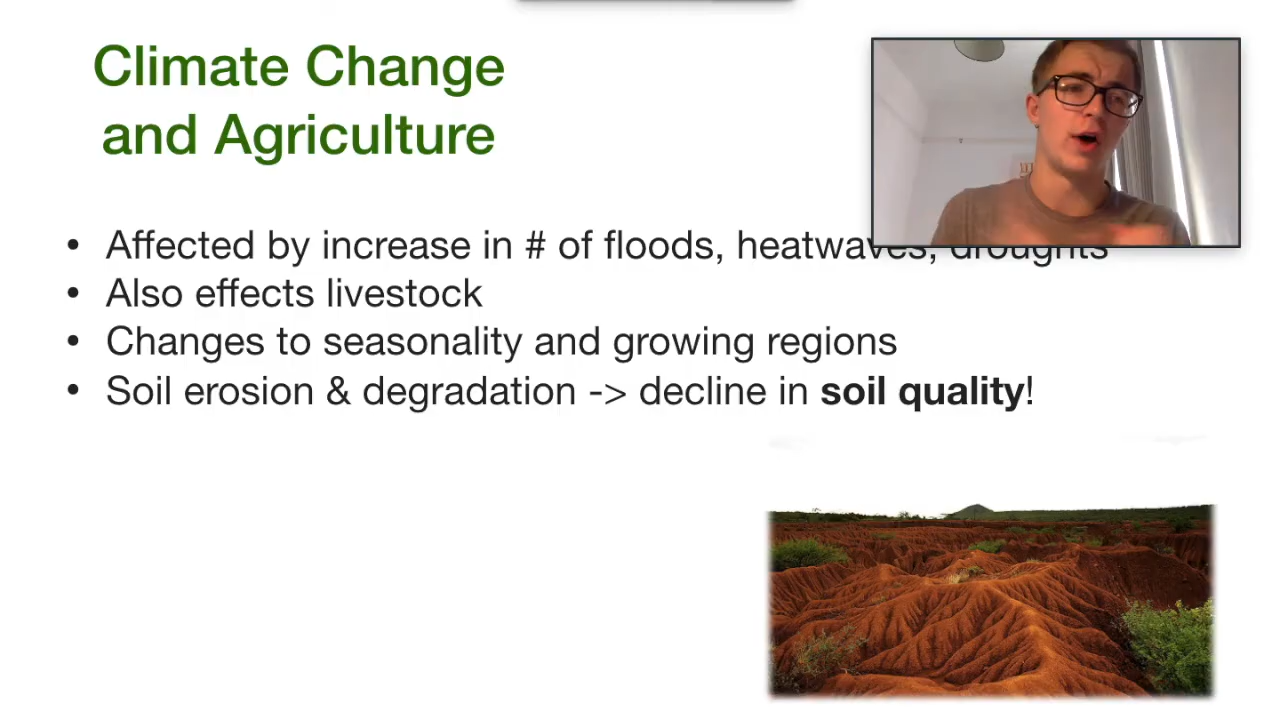 Climate Change
and Agriculture
• Affected by increase in # of floods, heatwaves, droughts
• Also effects livestock
• Changes to seasonality and growing regions
• Soil erosion & degradation -> decline in soil quality!